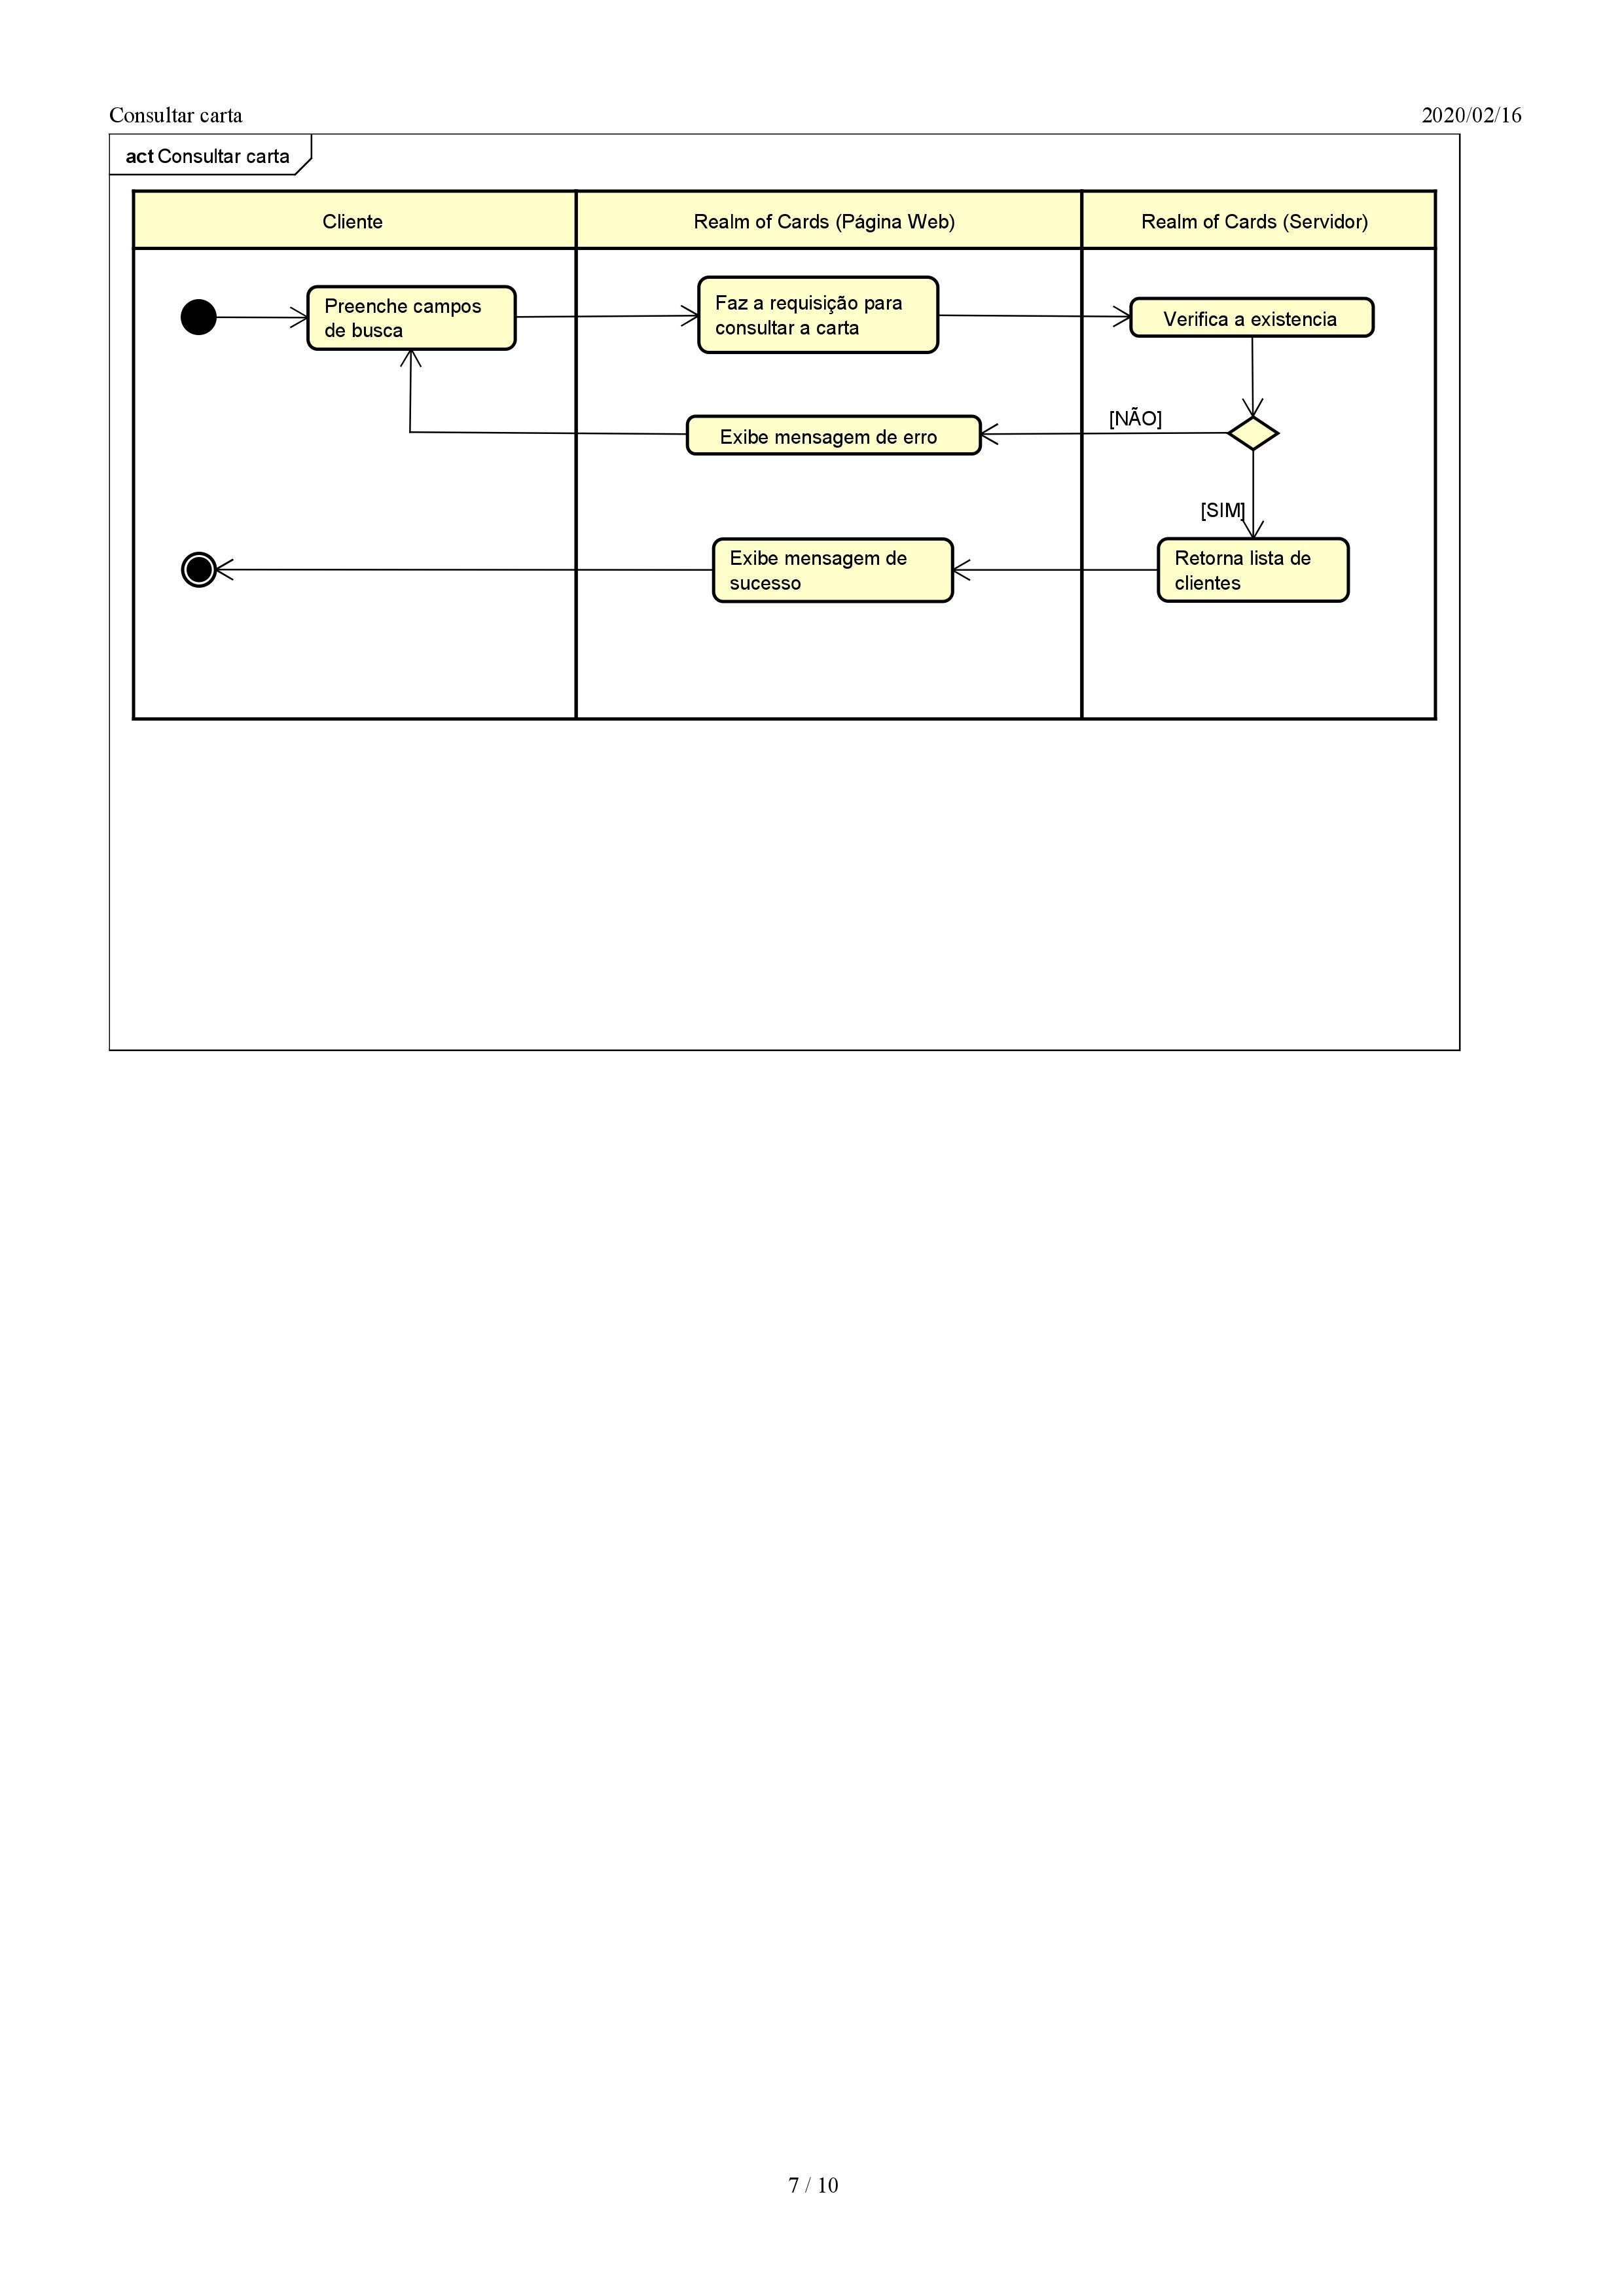 Consultar carta
2020/02/16
act Consultar carta
Cliente
Realm of Cards (Página Web)
Realm of Cards (Servidor)
Preenche campos
de busca
Faz a requisição para
consultar a carta
Verifica a existencia
[NÃO]
Exibe mensagem de erro
[SIM]
Exibe mensagem de
sucesso
Retorna lista de
clientes
7 / 10